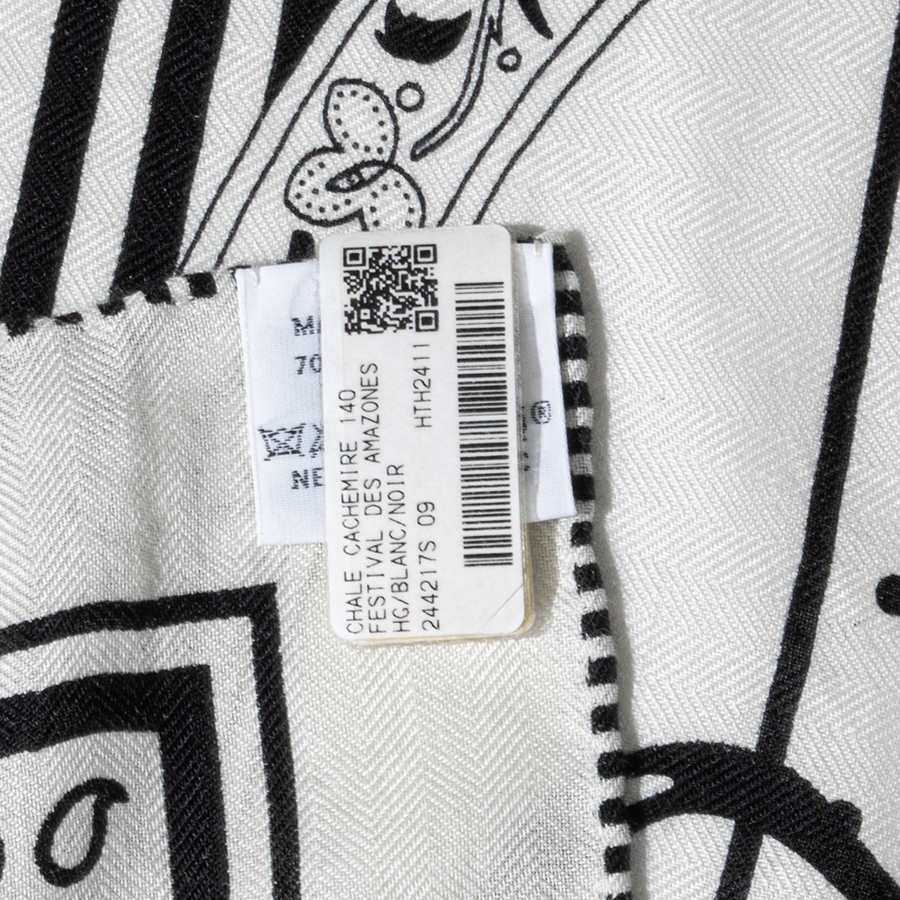 CHALE CACHEMIRE 140
FESTIVAL DES AMAZONES
HG/BLANC/NOIR
244217S 09
HTH2411